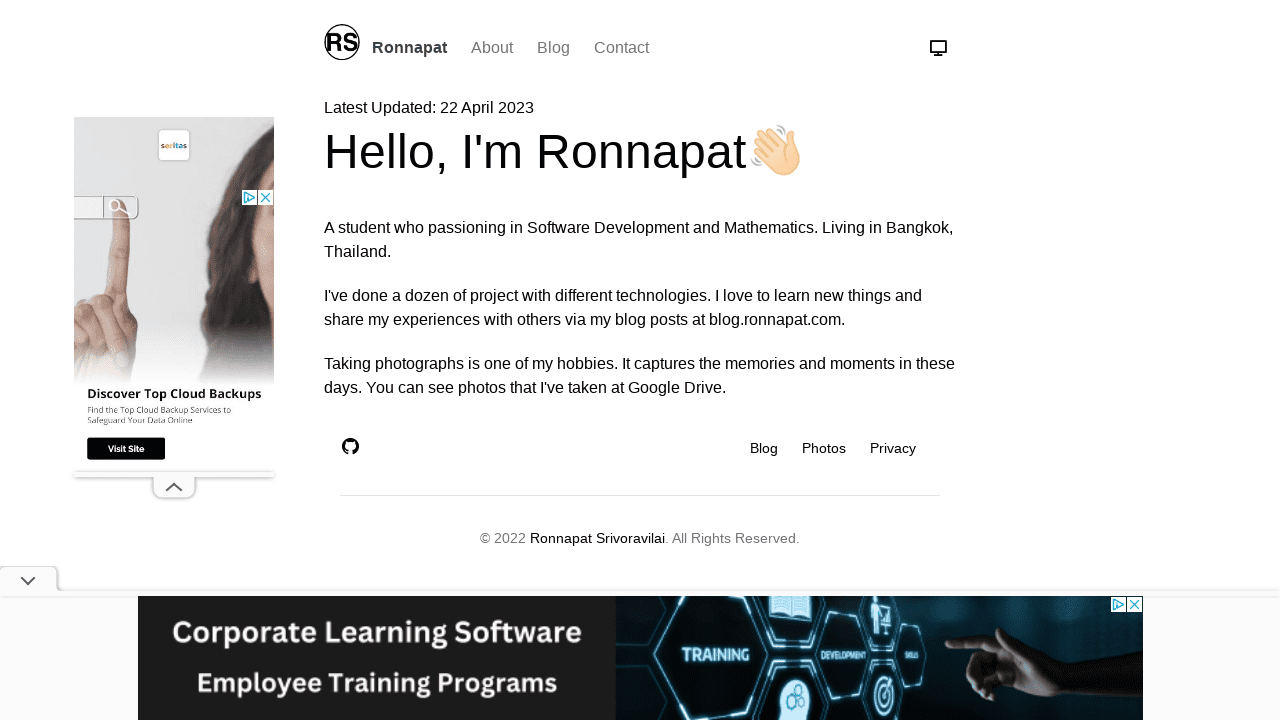 RS
Ronnapat About Blog Contact
Latest Updated: 22 April 2023
Hello, I'm Ronnapat
A student who passioning in Software Development and Mathematics. Living in Bangkok,
Thailand.
I've done a dozen of project with different technologies. I love to learn new things and
share my experiences with others via my blog posts at blog.ronnapat.com.
Taking photographs is one of my hobbies. It captures the memories and moments in these
days. You can see photos that I've taken at Google Drive.
Blog Photos Privacy
© 2022 Ronnapat Srivoravilai. All Rights Reserved.
seritas
Discover Top Cloud Backups
Find the Top Cloud Backup Services to
Safeguard Your Data Online
Visit Site
Corporate Learning Software
Employee Training Programs
TRAINING
DEVELOPMENT
SKILLS